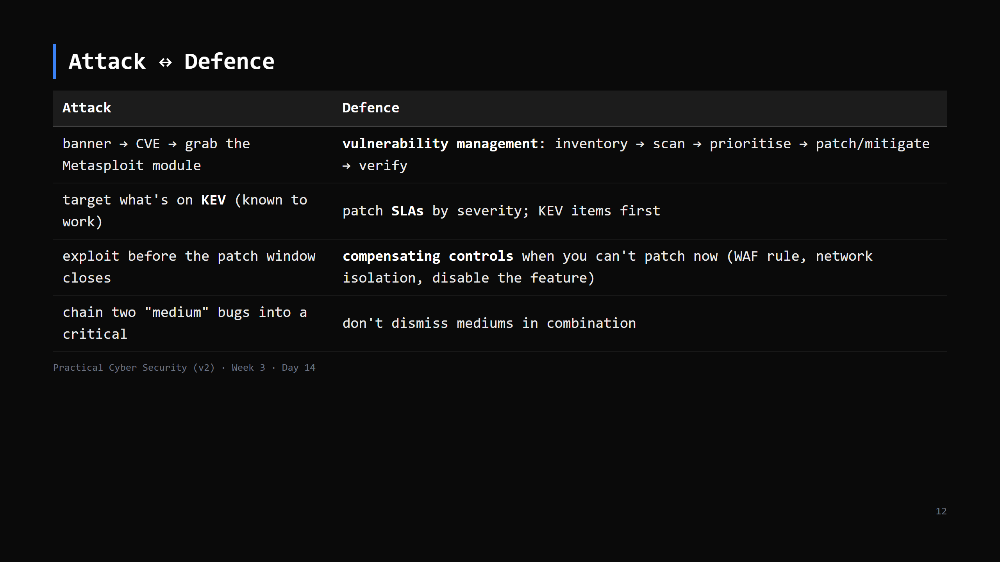 Attack ↔ Defence
Attack
Defence
banner → CVE → grab the
Metasploit module
vulnerability management: inventory → scan → prioritise → patch/mitigate
→ verify
target what's on KEV (known to
work)
patch SLAs by severity; KEV items first
exploit before the patch window
closes
compensating controls when you can't patch now (WAF rule, network
isolation, disable the feature)
chain two "medium" bugs into a
critical
don't dismiss mediums in combination
Practical Cyber Security (v2) · Week 3 · Day 14
12